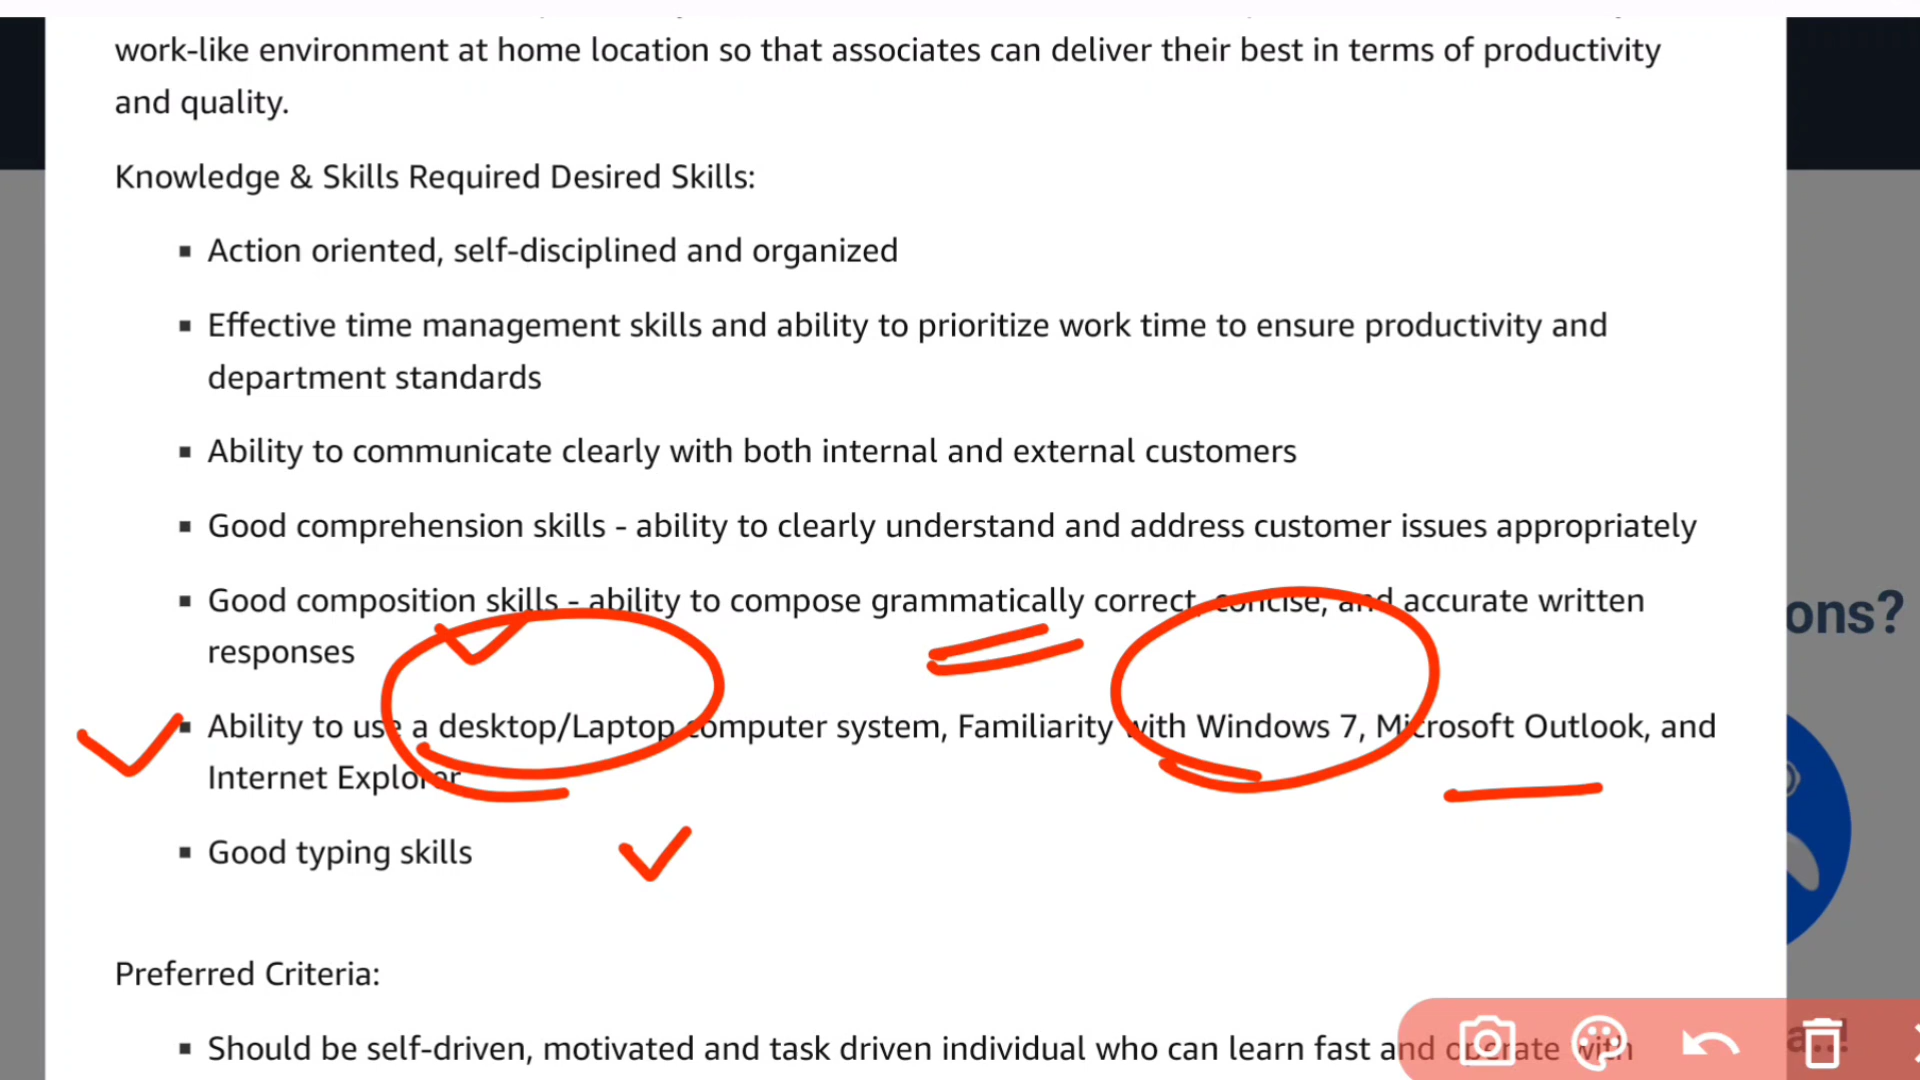 work-like environment at home location so that associates can deliver their best in terms of productivity
and quality.
Knowledge & Skills Required Desired Skills:
▪ Action oriented, self-disciplined and organized
▪ Effective time management skills and ability to prioritize work time to ensure productivity and
department standards
▪ Ability to communicate clearly with both internal and external customers
▪ Good comprehension skills - ability to clearly understand and address customer issues appropriately
▪ Good composition skills - ability to compose grammatically correct, concise, and accurate written
responses
▪ Ability to use a desktop/Laptop computer system, Familiarity with Windows 7, Microsoft Outlook, and
Internet Explorer
▪ Good typing skills
Preferred Criteria:
▪ Should be self-driven, motivated and task driven individual who can learn fast and operate with
ons?
a..!